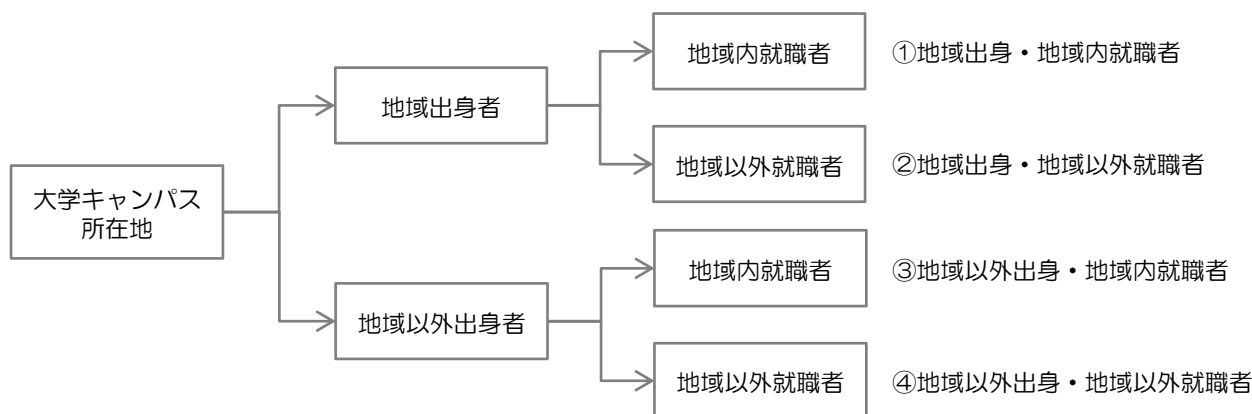 大学キャンパス
所在地
地域出身者
地域以外出身者
地域内就職者
①地域出身・地域内就職者
地域以外就職者
②地域出身・地域以外就職者
地域内就職者
③地域以外出身・地域内就職者
地域以外就職者
④地域以外出身・地域以外就職者